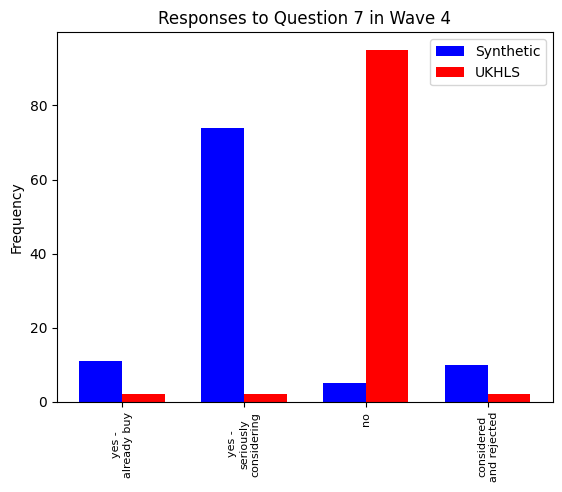 Responses to Question 7 in Wave 4
Synthetic
UKHLS
Frequency
80
60
40
20
0
yes -
already buy
yes -
seriously
considering
no
considered
and rejected